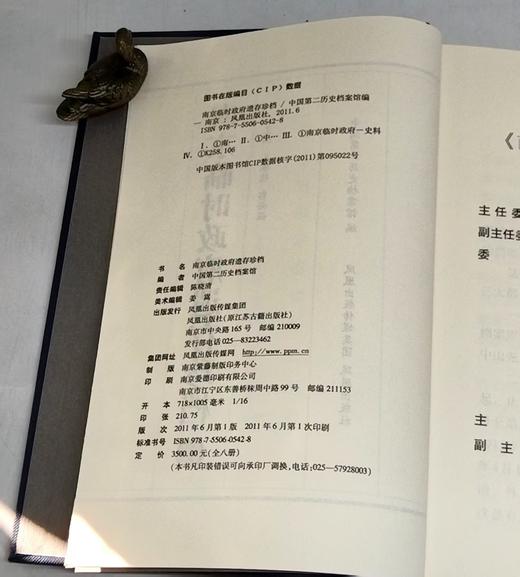 图书在版编目（CIP）数据
南京临时政府遗存珍档 / 中国第二历史档案馆编
— 南京：凤凰出版社，2011.6
ISBN 978-7-5506-0542-8
Ⅰ. ①南… Ⅱ. ①中… Ⅲ. ①南京临时政府－史料
Ⅳ. ①K258.106
中国版本图书馆CIP数据核字（2011）第095022号
书 名 南京临时政府遗存珍档
编 者 中国第二历史档案馆
责任编辑 陈晓清
美术编辑 姜嵩
出版发行 凤凰出版传媒集团
凤凰出版社（原江苏古籍出版社）
南京市中央路165号 邮编 210009
发行部电话 025—83223462
集团网址 凤凰出版传媒网 http://www.ppm.cn
制 版 南京紫藤制版印务中心
印 刷 南京爱德印刷有限公司
南京市江宁区东善桥秣周中路99号 邮编 211153
开 本 718×1005 毫米 1/16
印 张 210.75
版 次 2011年6月第1版 2011年6月第1次印刷
标准书号 ISBN 978-7-5506-0542-8
定 价 3500.00元（全八册）
（本书凡印装错误可向承印厂调换，电话：025—57928003）
《
主任委
副主任委
委
主
副主